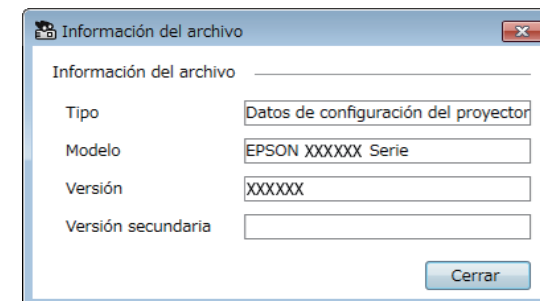 Información del archivo
Información del archivo
Tipo Datos de configuración del proyector
Modelo EPSON XXXXXX Serie
Versión XXXXXX
Versión secundaria
Cerrar